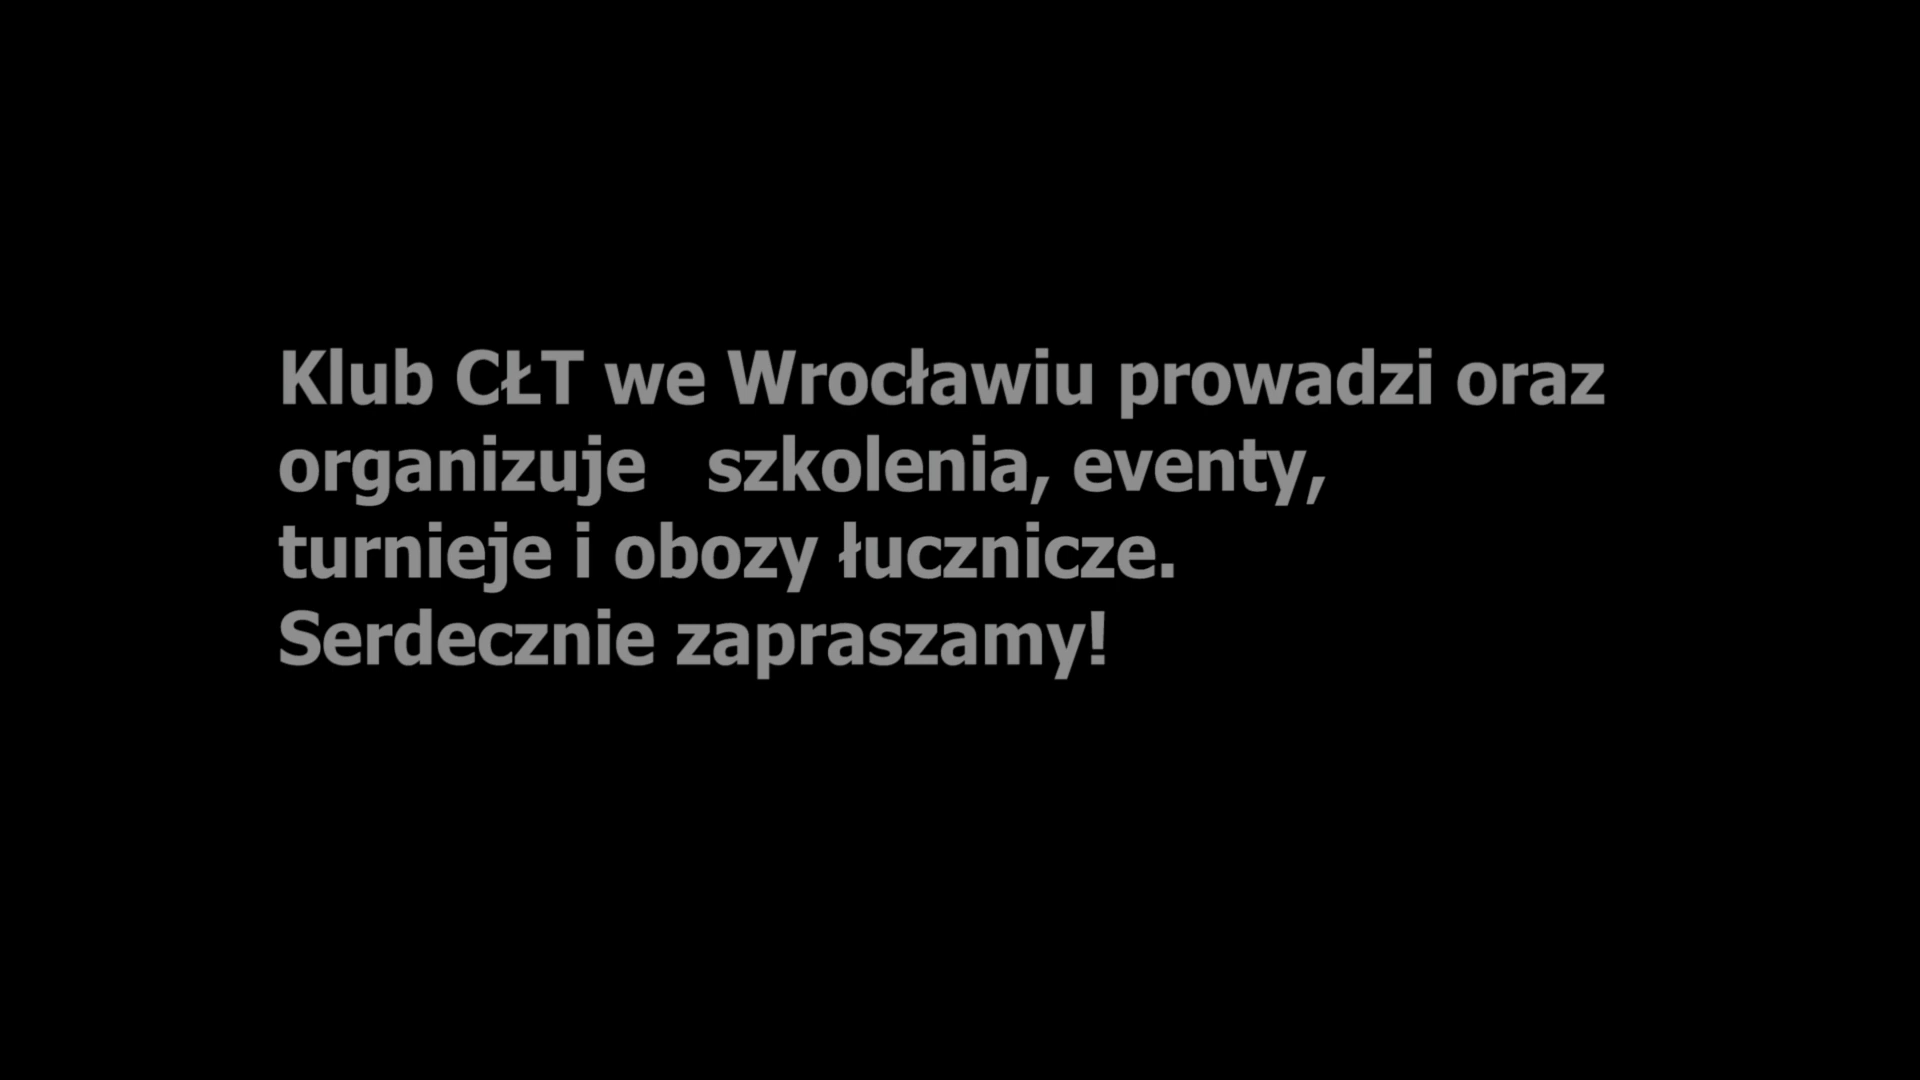 Klub CŁT we Wrocławiu prowadzi oraz
organizuje   szkolenia, eventy,
turnieje i obozy łucznicze.
Serdecznie zapraszamy!